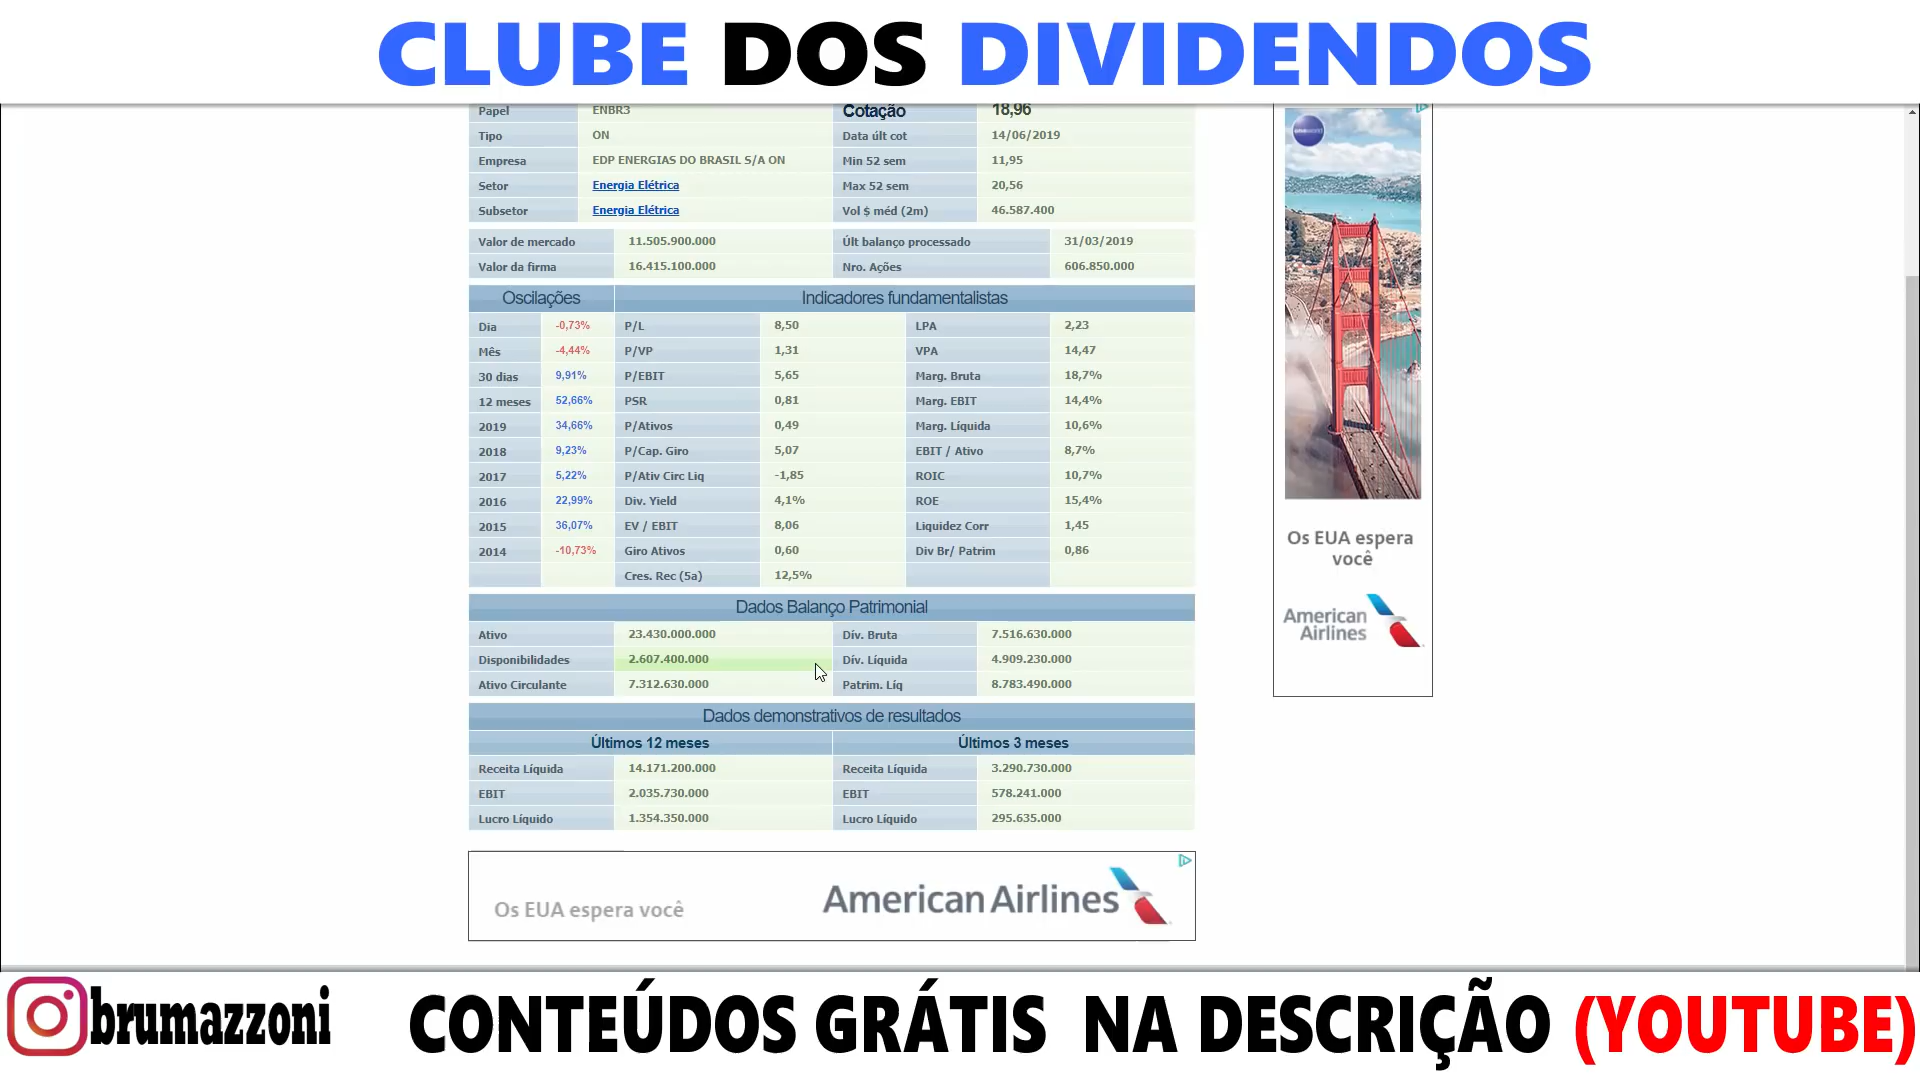 CLUBE DOS DIVIDENDOS
Papel ENBR3 Cotação 18,96
Tipo ON Data últ cot 14/06/2019
Empresa EDP ENERGIAS DO BRASIL S/A ON Min 52 sem 11,95
Setor Energia Elétrica Max 52 sem 20,56
Subsetor Energia Elétrica Vol $ méd (2m) 46.587.400
Valor de mercado 11.505.900.000 Últ balanço processado 31/03/2019
Valor da firma 16.415.100.000 Nro. Ações 606.850.000
Oscilações Indicadores fundamentalistas
Dia -0,73% P/L 8,50 LPA 2,23
Mês -4,44% P/VP 1,31 VPA 14,47
30 dias 9,91% P/EBIT 5,65 Marg. Bruta 18,7%
12 meses 52,66% PSR 0,81 Marg. EBIT 14,4%
2019 34,66% P/Ativos 0,49 Marg. Líquida 10,6%
2018 9,23% P/Cap. Giro 5,07 EBIT / Ativo 8,7%
2017 5,22% P/Ativ Circ Liq -1,85 ROIC 10,7%
2016 22,99% Div. Yield 4,1% ROE 15,4%
2015 36,07% EV / EBIT 8,06 Liquidez Corr 1,45
2014 -10,73% Giro Ativos 0,60 Div Br/ Patrim 0,86
Cres. Rec (5a) 12,5%
Dados Balanço Patrimonial
Ativo 23.430.000.000 Dív. Bruta 7.516.630.000
Disponibilidades 2.607.400.000 Dív. Líquida 4.909.230.000
Ativo Circulante 7.312.630.000 Patrim. Líq 8.783.490.000
Dados demonstrativos de resultados
Últimos 12 meses Últimos 3 meses
Receita Líquida 14.171.200.000 Receita Líquida 3.290.730.000
EBIT 2.035.730.000 EBIT 578.241.000
Lucro Líquido 1.354.350.000 Lucro Líquido 295.635.000
Os EUA espera
você
American
Airlines
Os EUA espera você American Airlines
brumazzoni CONTEÚDOS GRÁTIS NA DESCRIÇÃO (YOUTUBE)